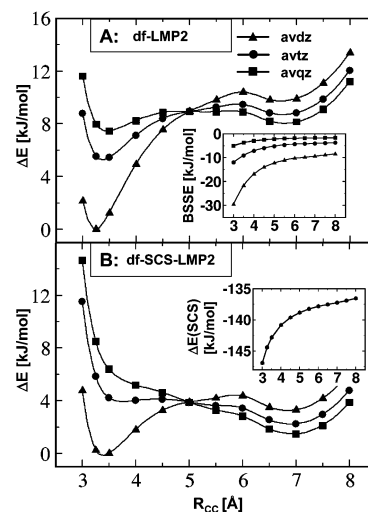 A: df-LMP2
avdz
avtz
avqz
ΔE [kJ/mol]
16
12
8
4
0
BSSE [kJ/mol]
0
-10
-20
-30
3 4 5 6 7 8
B: df-SCS-LMP2
ΔE [kJ/mol]
12
8
4
0
ΔE(SCS)
[kJ/mol]
-135
-140
-145
3 4 5 6 7 8
3 4 5 6 7 8
R_CC [Å]